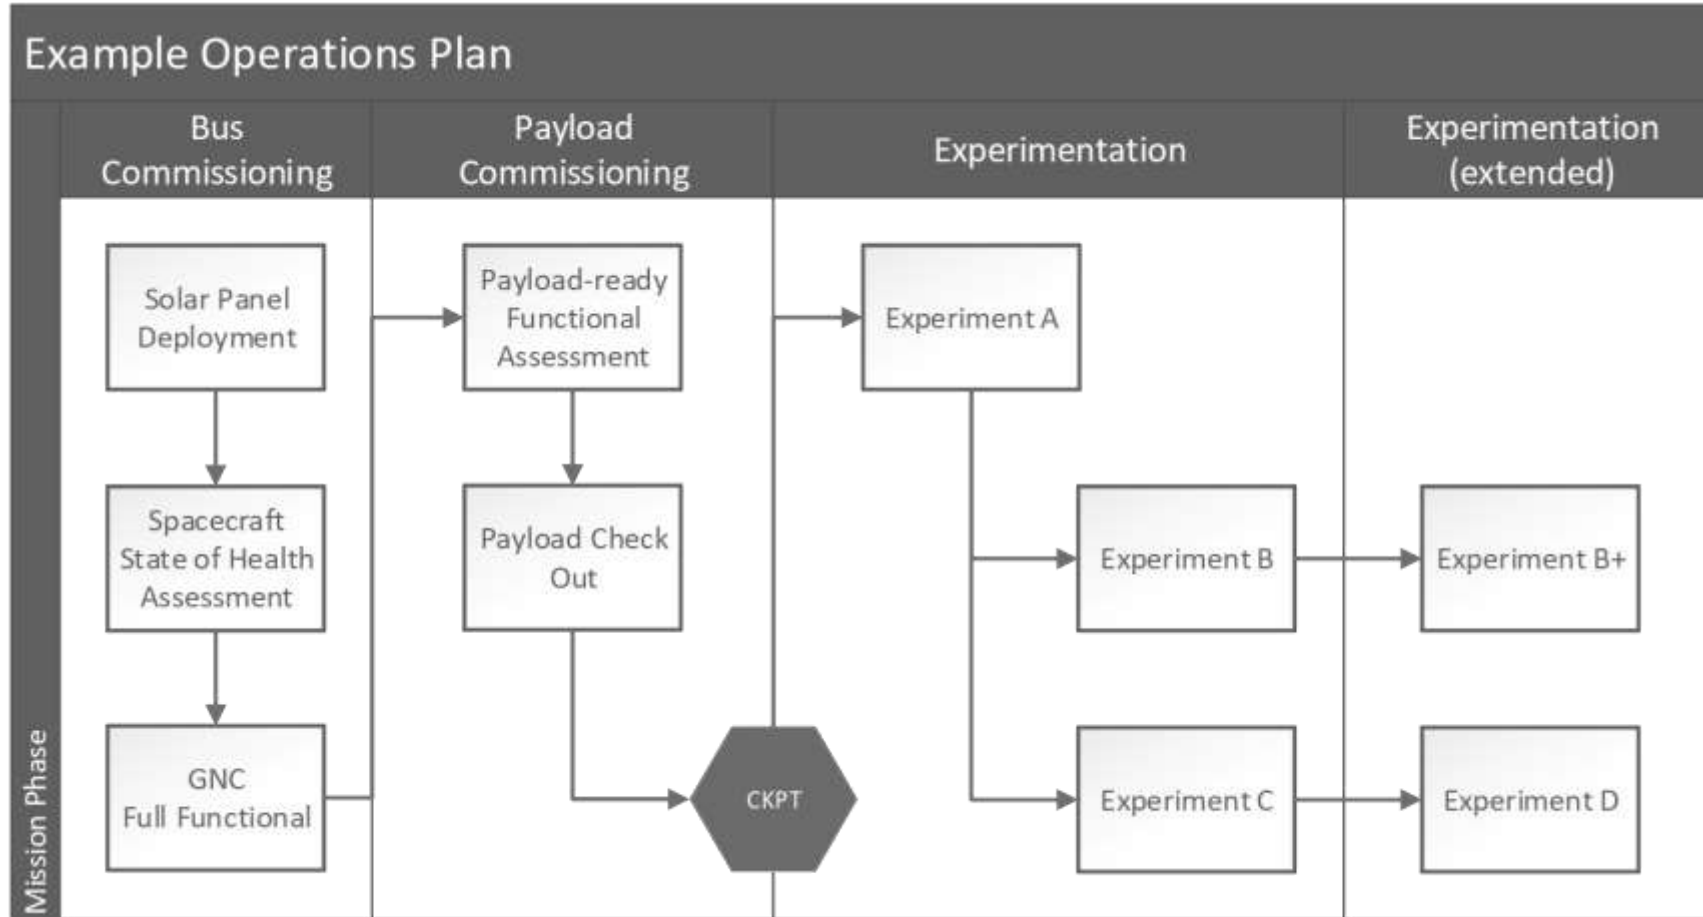 Example Operations Plan
Bus
Commissioning
Payload
Commissioning
Experimentation
Experimentation
(extended)
Mission Phase
Solar Panel
Deployment
Spacecraft
State of Health
Assessment
GNC
Full Functional
Payload-ready
Functional
Assessment
Payload Check
Out
CKPT
Experiment A
Experiment B
Experiment C
Experiment B+
Experiment D